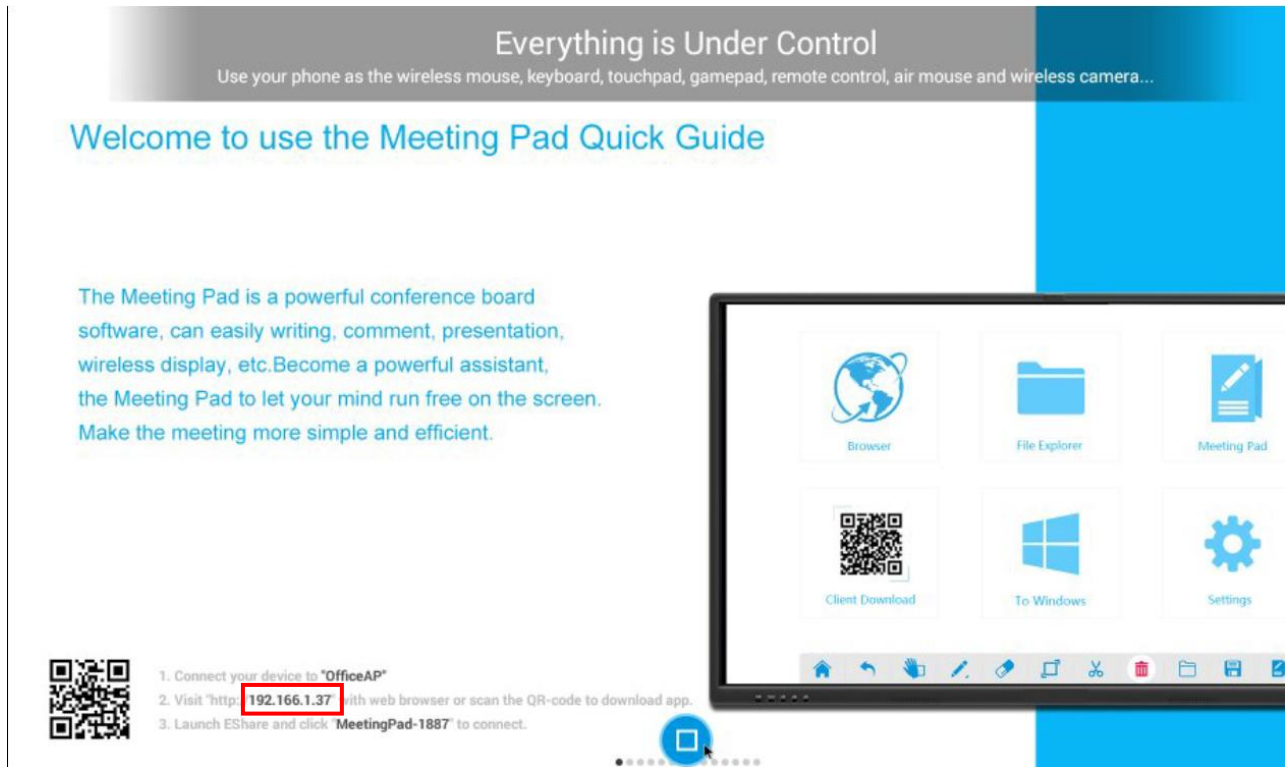 Everything is Under Control
Use your phone as the wireless mouse, keyboard, touchpad, gamepad, remote control, air mouse and wireless camera...
Welcome to use the Meeting Pad Quick Guide
The Meeting Pad is a powerful conference board
software, can easily writing, comment, presentation,
wireless display, etc.Become a powerful assistant,
the Meeting Pad to let your mind run free on the screen.
Make the meeting more simple and efficient.
Browser
File Explorer
Meeting Pad
Client Download
To Windows
Settings
1. Connect your device to "OfficeAP"
2. Visit "http: 192.166.1.37" with web browser or scan the QR-code to download app.
3. Launch EShare and click "MeetingPad-1887" to connect.